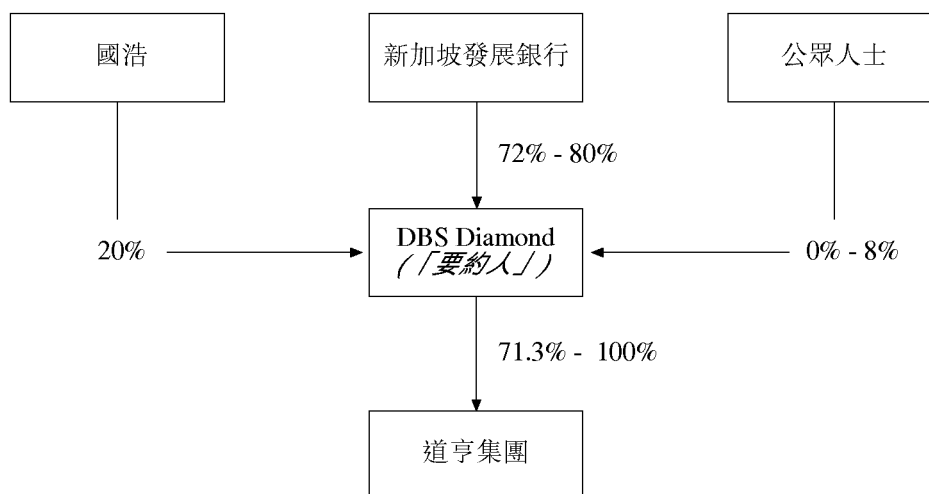 國浩
新加坡發展銀行
公眾人士
72% - 80%
20%
DBS Diamond
(「要約人」)
0% - 8%
71.3% - 100%
道亨集團